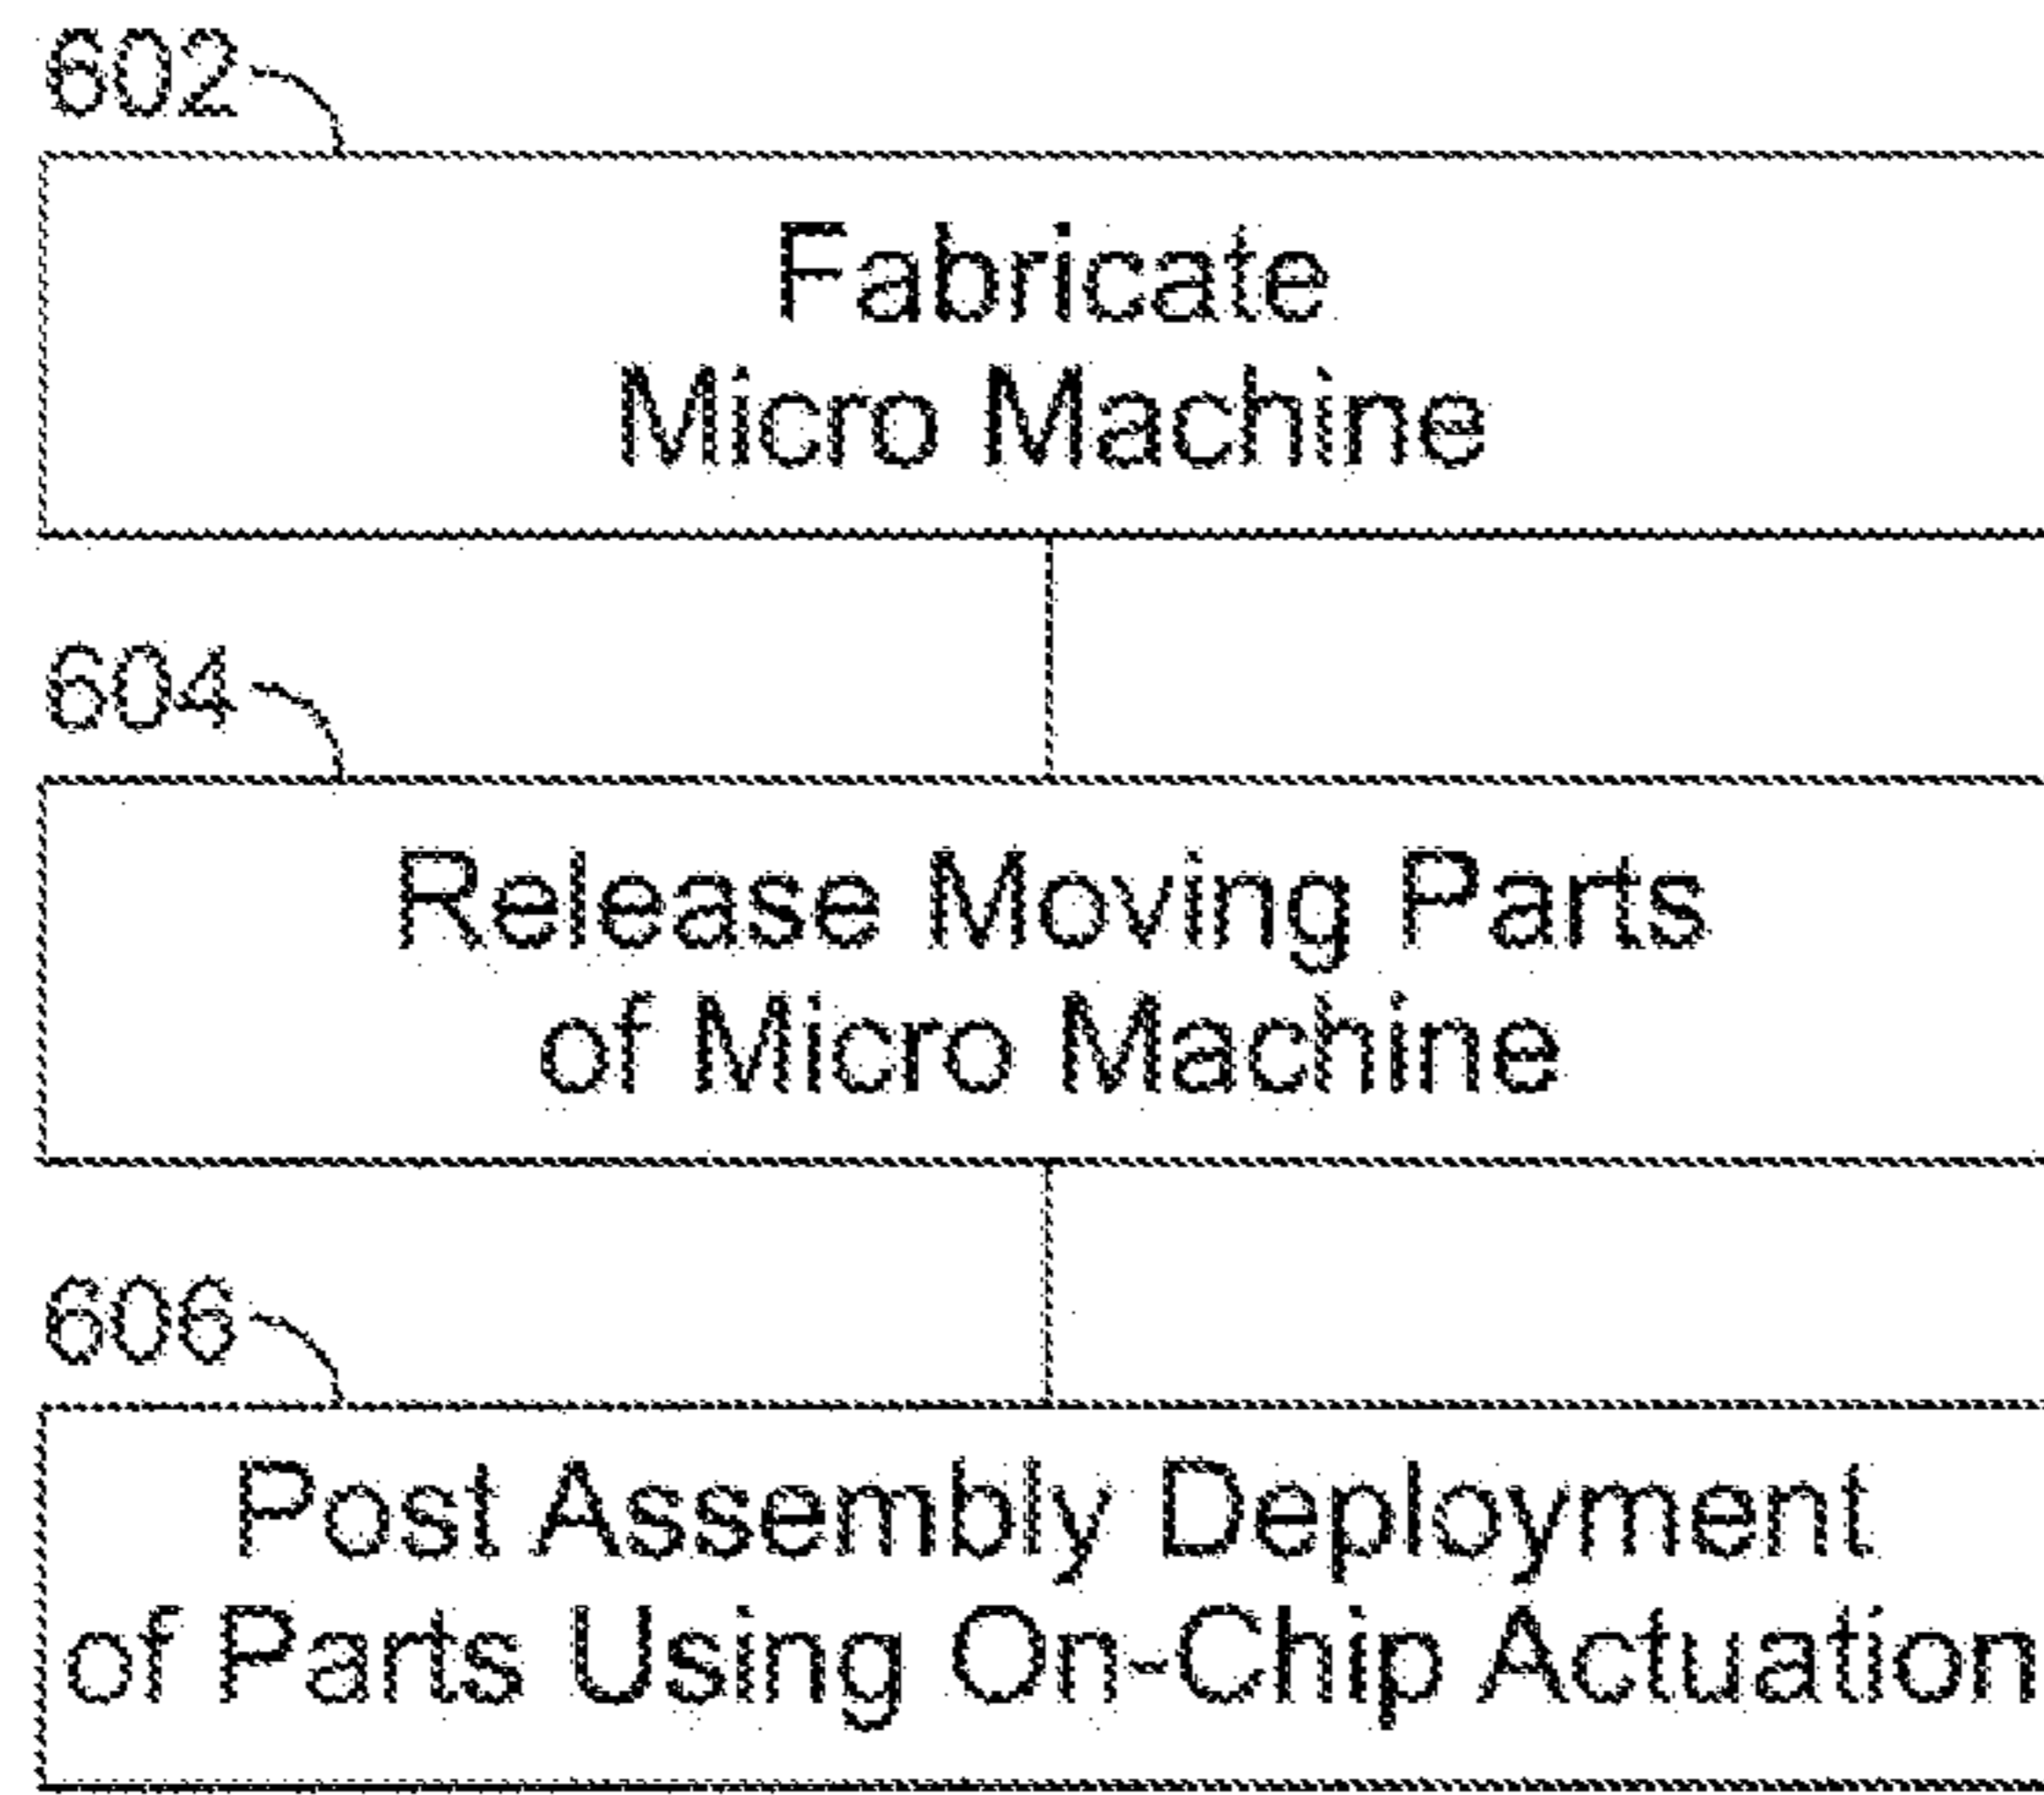 602
Fabricate
Micro Machine
604
Release Moving Parts
of Micro Machine
606
Post Assembly Deployment
of Parts Using On-Chip Actuation